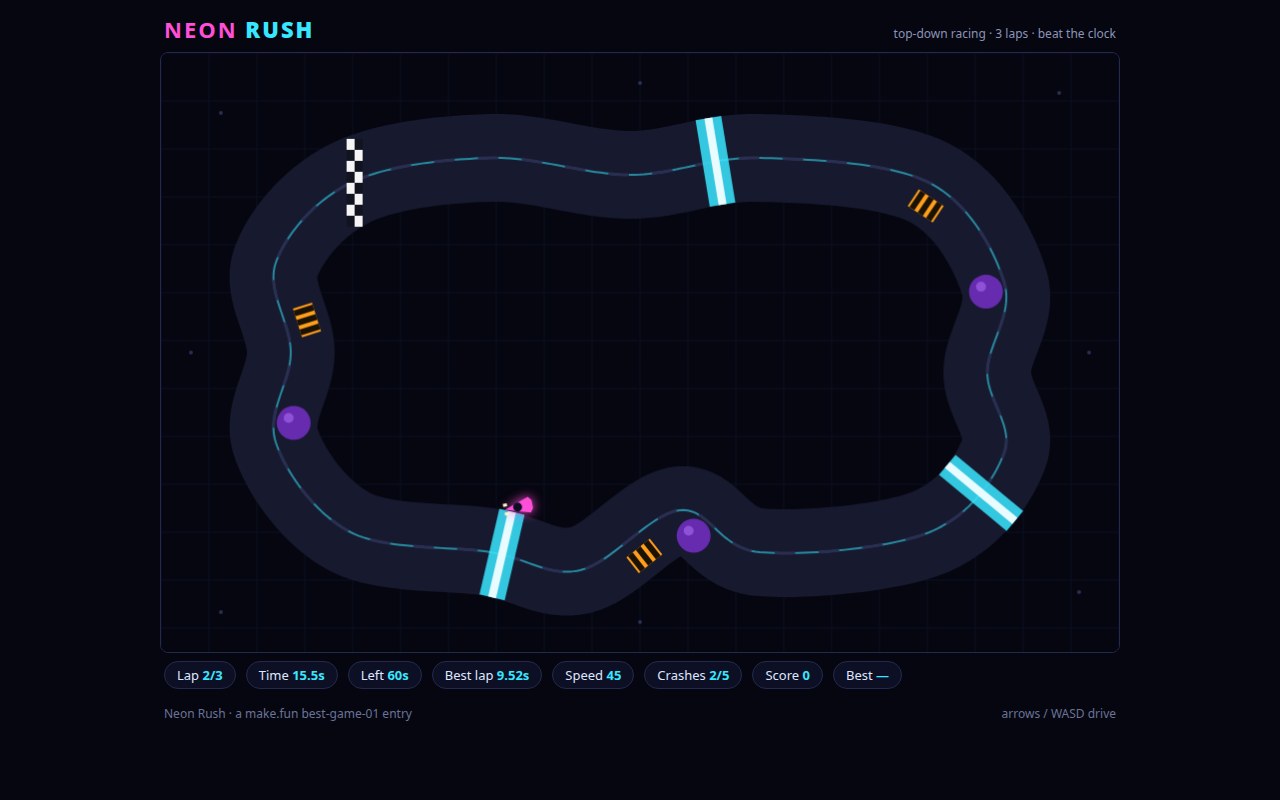 NEON RUSH
top-down racing · 3 laps · beat the clock
Lap 2/3 Time 15.5s Left 60s Best lap 9.52s Speed 45 Crashes 2/5 Score 0 Best —
Neon Rush · a make.fun best-game-01 entry
arrows / WASD drive